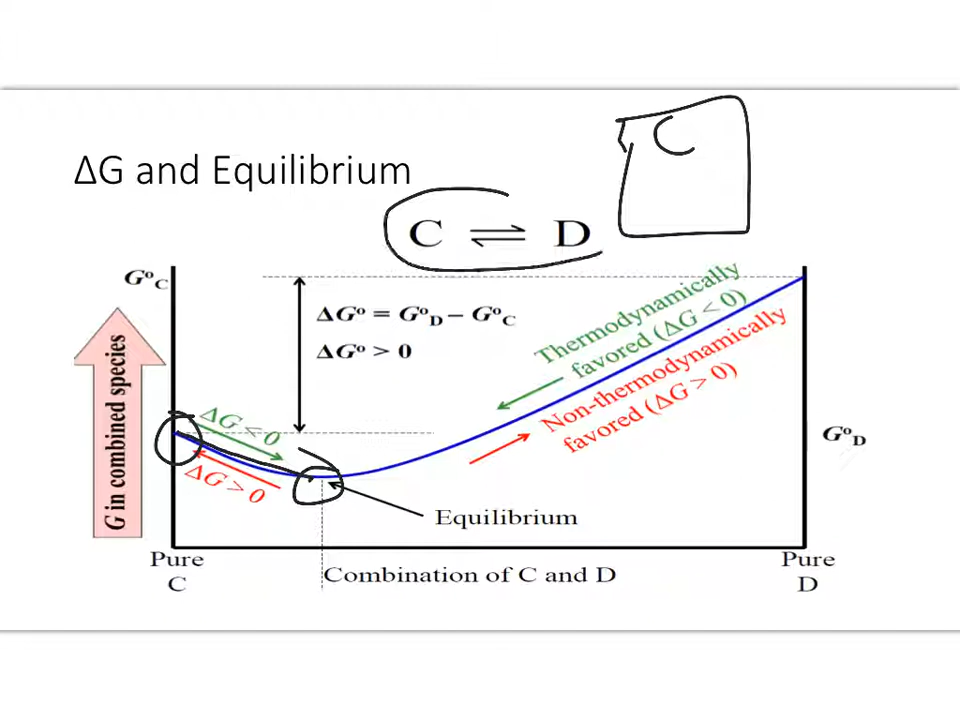 ΔG and Equilibrium
C
C ⇌ D
G°C
ΔG° = G°D – G°C
ΔG° > 0
Thermodynamically
favored (ΔG < 0)
Non-thermodynamically
favored (ΔG > 0)
G in combined species
ΔG < 0
ΔG > 0
G°D
Equilibrium
Pure
C
Combination of C and D
Pure
D